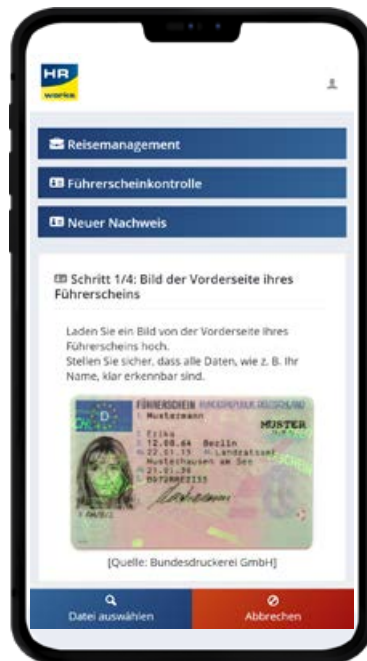 HR
works
Reisemanagement
Führerscheinkontrolle
Neuer Nachweis
Schritt 1/4: Bild der Vorderseite ihres
Führerscheins
Laden Sie ein Bild von der Vorderseite Ihres
Führerscheins hoch.
Stellen Sie sicher, dass alle Daten, wie z. B. Ihr
Name, klar erkennbar sind.
FÜHRERSCHEIN BUNDESREPUBLIK DEUTSCHLAND
D
Mustermann
MUSTER
Erika
12.08.64 Berlin
Landratsamt
Musterhausen am See
[Quelle: Bundesdruckerei GmbH]
Datei auswählen
Abbrechen